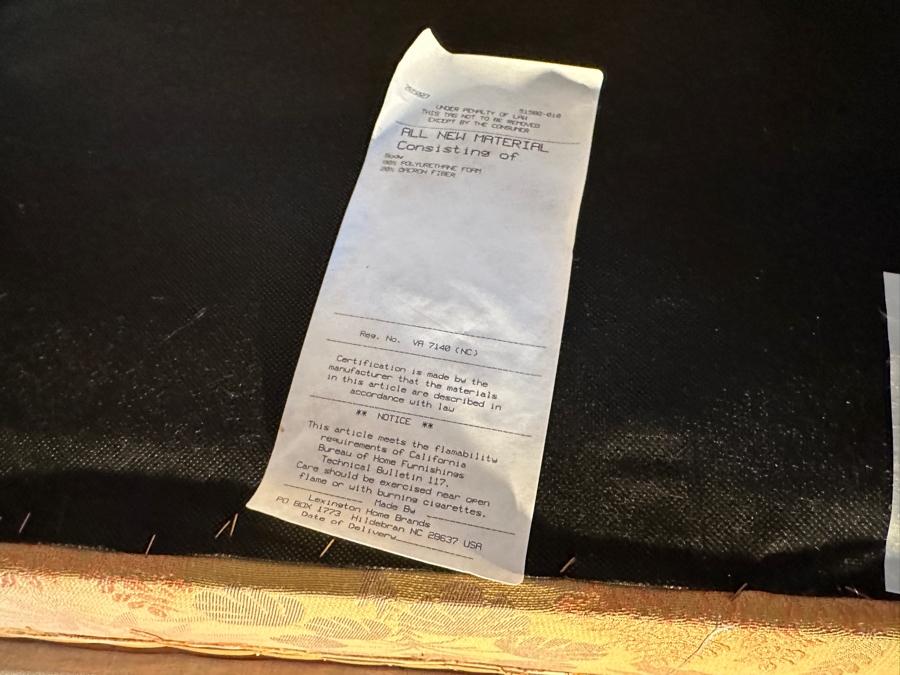 UNDER PENALTY OF LAW 51502-010
THIS TAG NOT TO BE REMOVED
EXCEPT BY THE CONSUMER
ALL NEW MATERIAL
Consisting of
Body
80% POLYURETHANE FOAM
20% DACRON FIBER
Reg. No. VA 7140 (NC)
Certification is made by the
manufacturer that the materials
in this article are described in
accordance with law
** NOTICE **
This article meets the flamability
requirements of California
Bureau of Home Furnishings
Technical Bulletin 117.
Care should be exercised near open
flame or with burning cigarettes.
Made By
Lexington Home Brands
PO BOX 1773 Hildebran NC 28637 USA
Date of Delivery